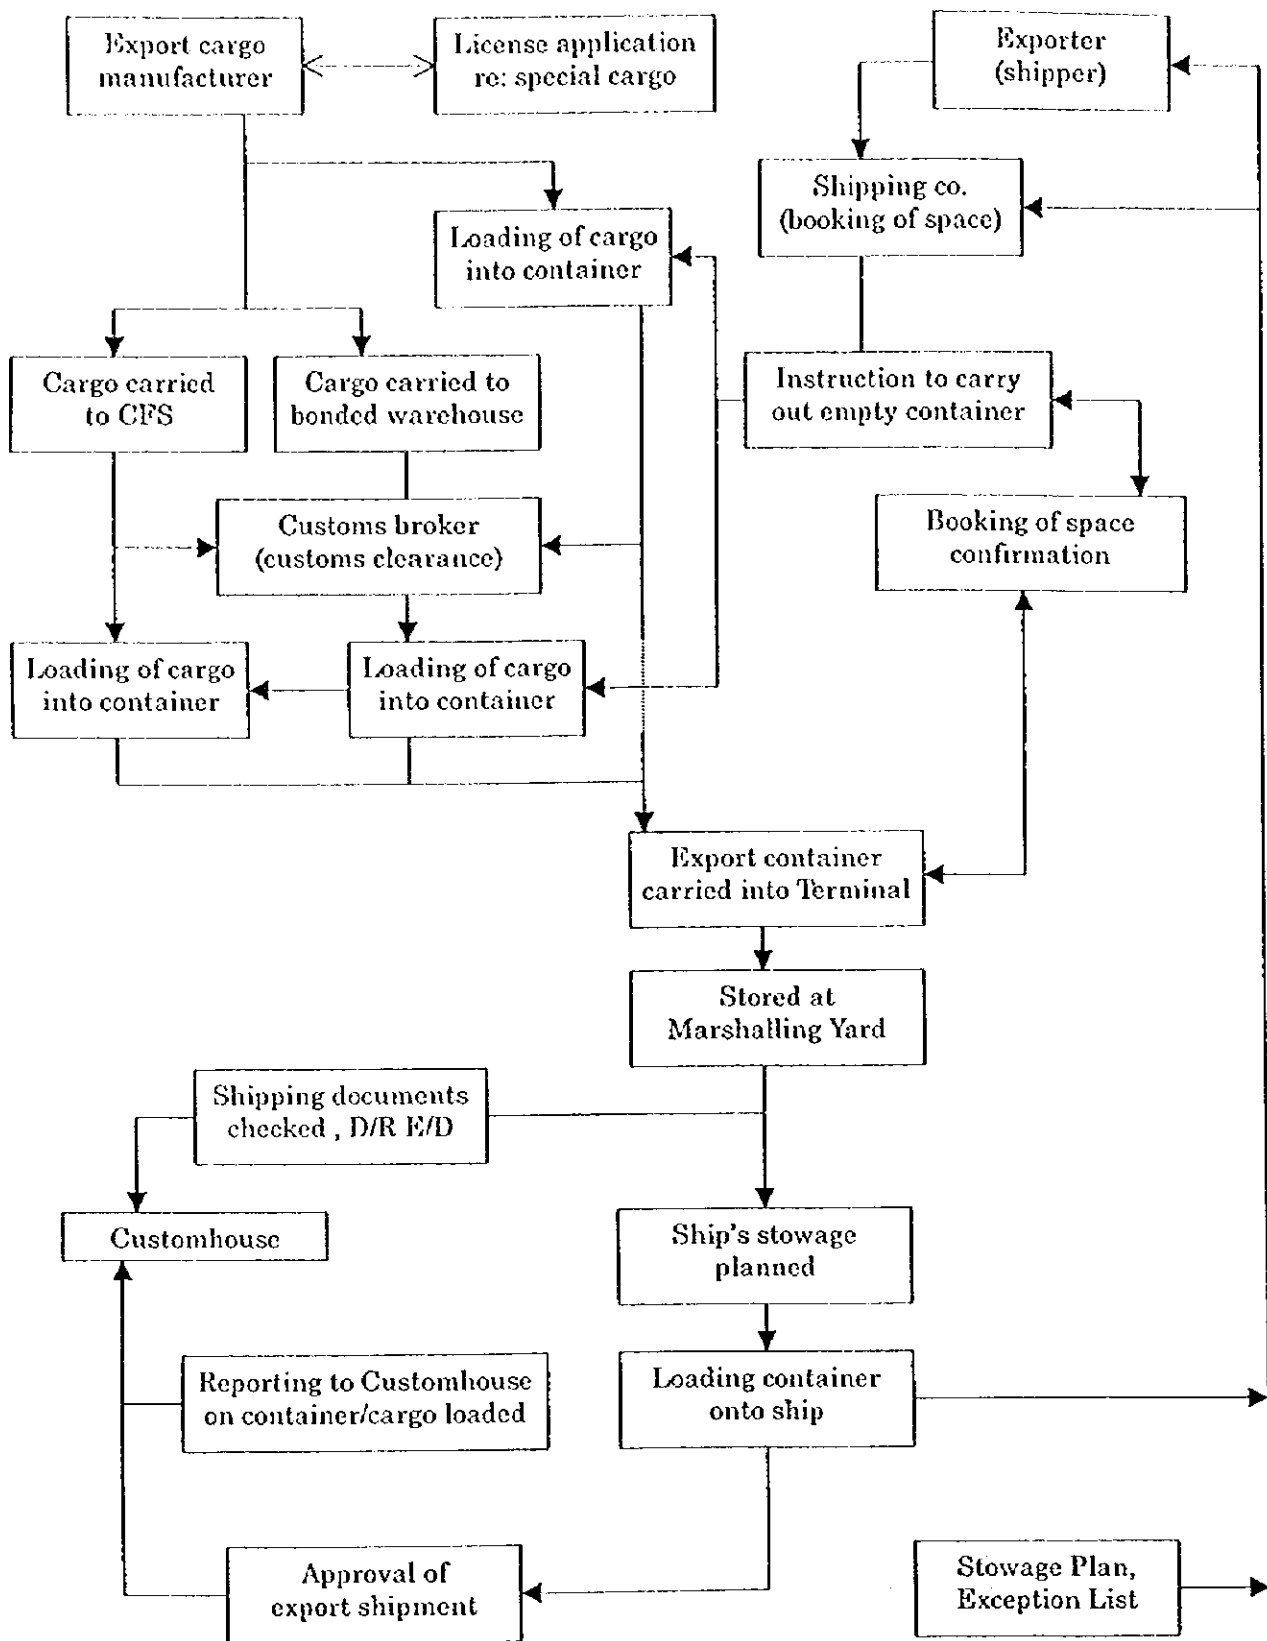 Export cargo
manufacturer
License application
re: special cargo
Exporter
(shipper)
Shipping co.
(booking of space)
Loading of cargo
into container
Cargo carried
to CFS
Cargo carried to
bonded warehouse
Instruction to carry
out empty container
Customs broker
(customs clearance)
Booking of space
confirmation
Loading of cargo
into container
Loading of cargo
into container
Export container
carried into Terminal
Stored at
Marshalling Yard
Shipping documents
checked , D/R E/D
Customhouse
Ship's stowage
planned
Reporting to Customhouse
on container/cargo loaded
Loading container
onto ship
Approval of
export shipment
Stowage Plan,
Exception List